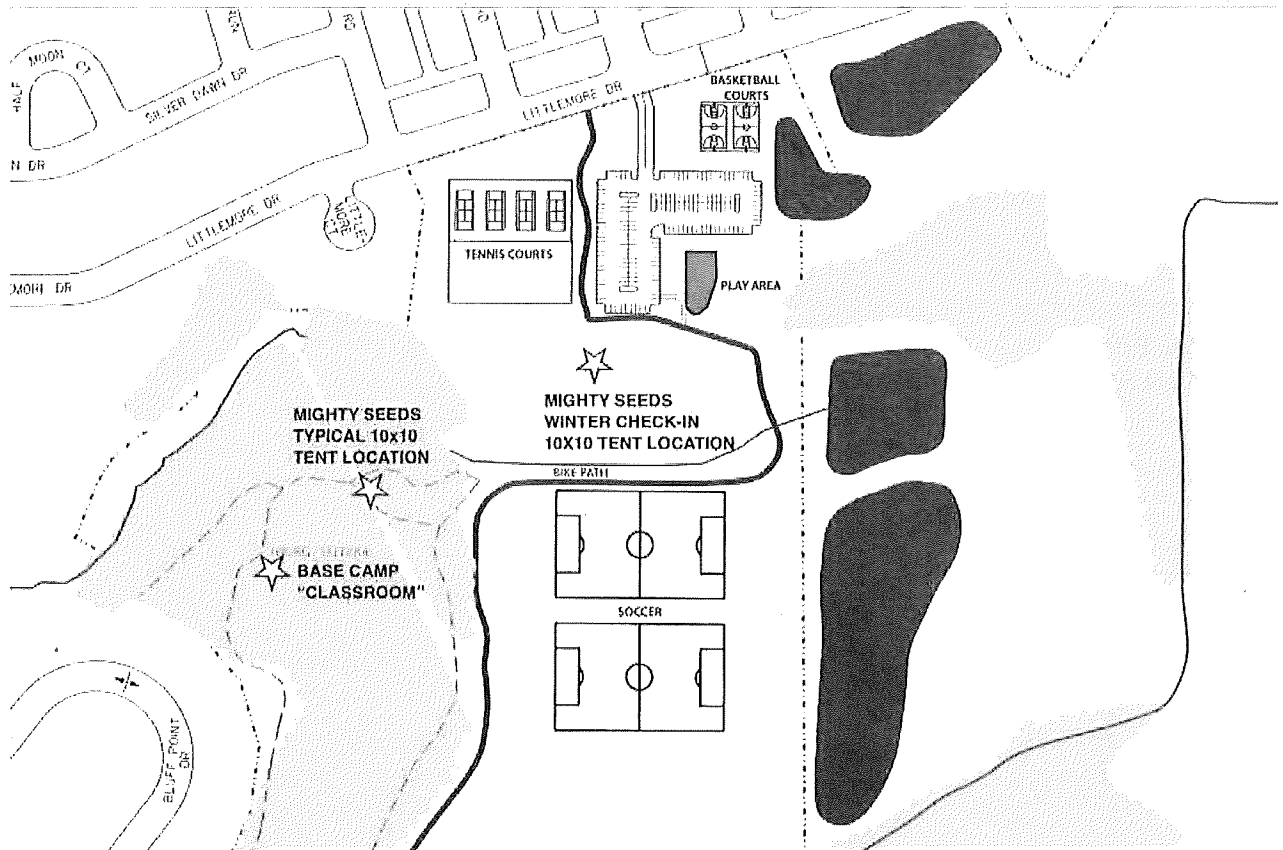 HALF
MOON
CT
SILVER DAWN DR
RD
RD
LITTLEMORE DR
BASKETBALL
COURTS
N DR
LITTLEMORE DR
LITTLE-
MORE
CT
TENNIS COURTS
PLAY AREA
EMORE DR
MIGHTY SEEDS
TYPICAL 10x10
TENT LOCATION
MIGHTY SEEDS
WINTER CHECK-IN
10X10 TENT LOCATION
BIKE PATH
BASE CAMP
"CLASSROOM"
SOCCER
BLUFF POINT
DR